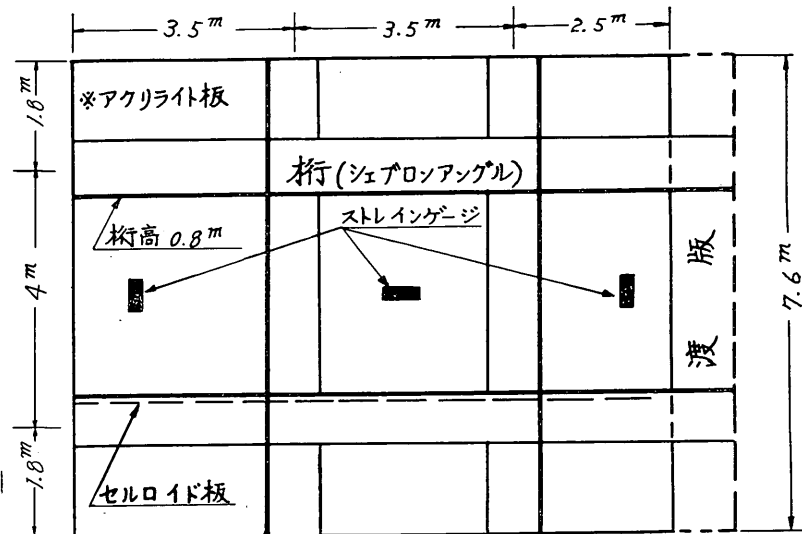 3.5ᵐ
3.5ᵐ
2.5ᵐ
1.8ᵐ
※アクリライト板
桁(シェブロンアングル)
ストレインゲージ
桁高 0.8ᵐ
4ᵐ
渡版
7.6ᵐ
1.8ᵐ
セルロイド板